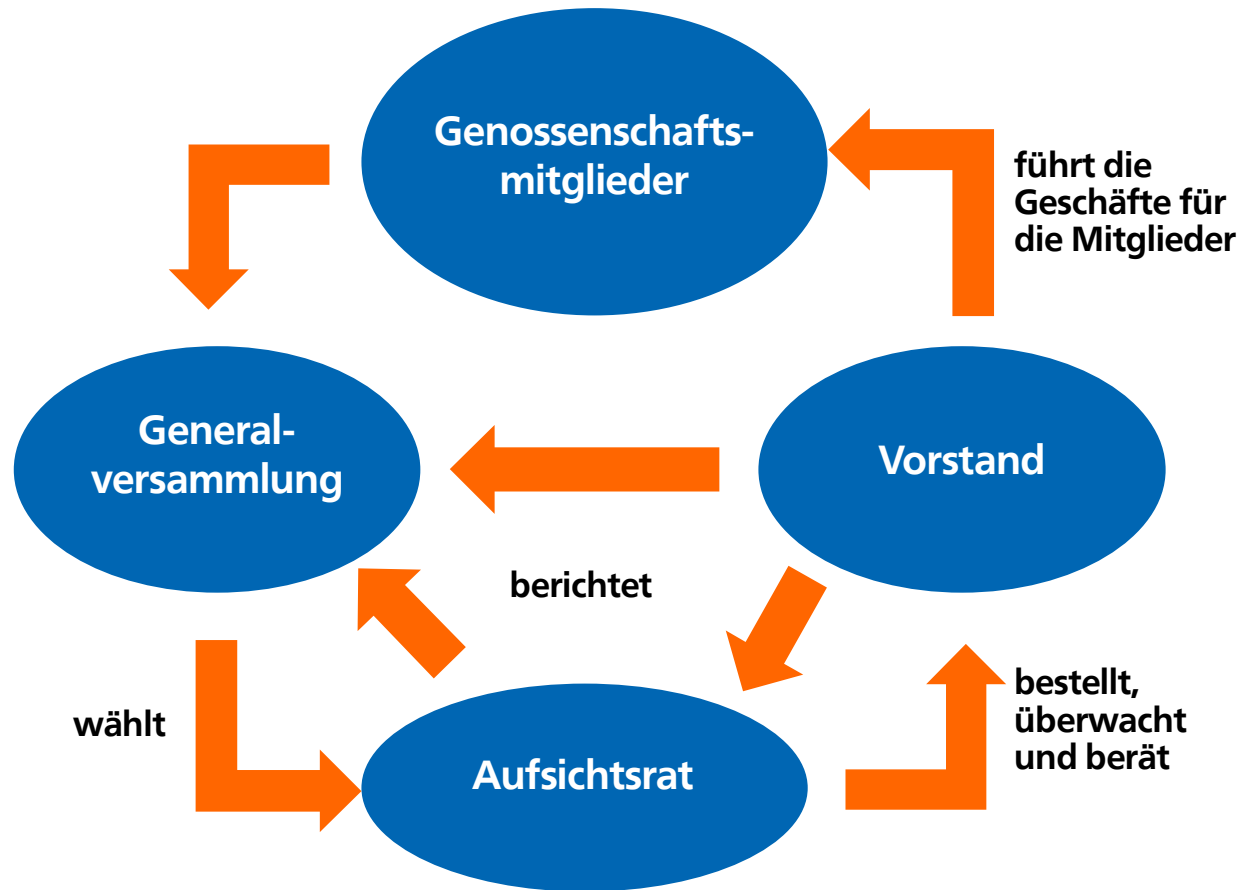 Genossenschafts-
mitglieder
führt die
Geschäfte für
die Mitglieder
General-
versammlung
Vorstand
berichtet
wählt
bestellt,
überwacht
und berät
Aufsichtsrat